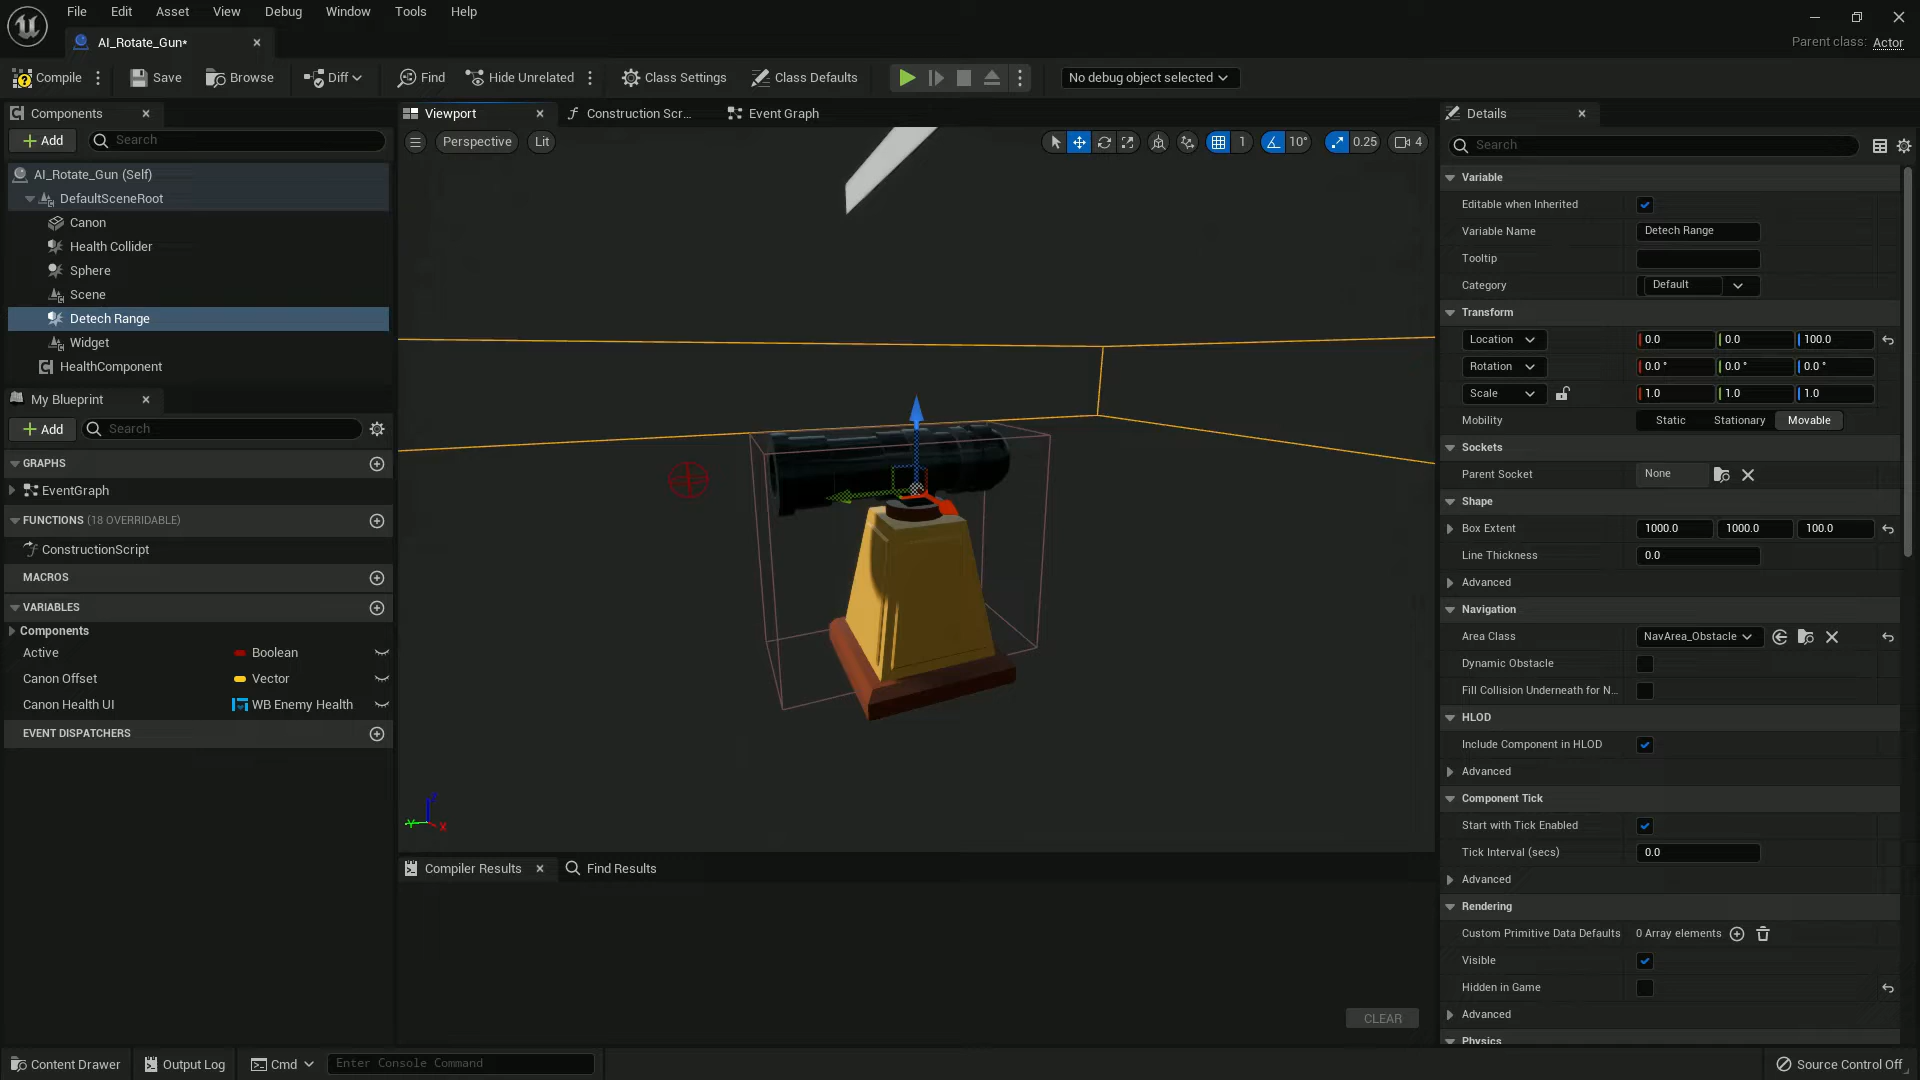 File Edit Asset View Debug Window Tools Help
AI_Rotate_Gun*
Parent class: Actor
Compile Save Browse Diff Find Hide Unrelated Class Settings Class Defaults No debug object selected
Components
Add Search
AI_Rotate_Gun (Self)
DefaultSceneRoot
Canon
Health Collider
Sphere
Scene
Detech Range
Widget
HealthComponent
My Blueprint
Add Search
GRAPHS
EventGraph
FUNCTIONS (18 OVERRIDABLE)
ConstructionScript
MACROS
VARIABLES
Components
Active Boolean
Canon Offset Vector
Canon Health UI WB Enemy Health
EVENT DISPATCHERS
Viewport Construction Scr... Event Graph
Perspective Lit 1 10° 0.25 4
Z
Y
X
Compiler Results Find Results
CLEAR
Details
Search
Variable
Editable when Inherited
Variable Name Detech Range
Tooltip
Category Default
Transform
Location 0.0 0.0 100.0
Rotation 0.0 ° 0.0 ° 0.0 °
Scale 1.0 1.0 1.0
Mobility Static Stationary Movable
Sockets
Parent Socket None
Shape
Box Extent 1000.0 1000.0 100.0
Line Thickness 0.0
Advanced
Navigation
Area Class NavArea_Obstacle
Dynamic Obstacle
Fill Collision Underneath for N...
HLOD
Include Component in HLOD
Advanced
Component Tick
Start with Tick Enabled
Tick Interval (secs) 0.0
Advanced
Rendering
Custom Primitive Data Defaults 0 Array elements
Visible
Hidden in Game
Advanced
Physics
Content Drawer Output Log Cmd Enter Console Command Source Control Off